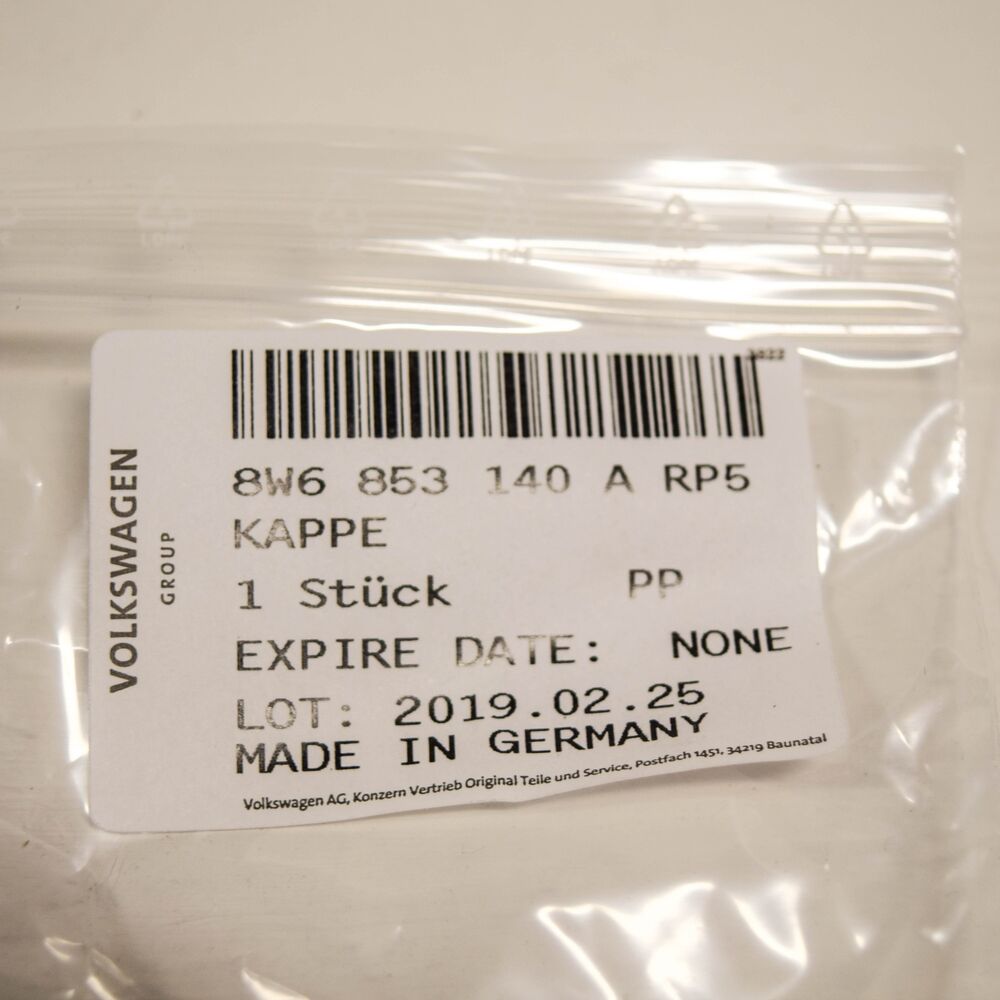 8W6 853 140 A RP5
KAPPE
1 Stück PP
EXPIRE DATE: NONE
LOT: 2019.02.25
MADE IN GERMANY
Volkswagen AG, Konzern Vertrieb Original Teile und Service, Postfach 1451, 34219 Baunatal
VOLKSWAGEN
GROUP